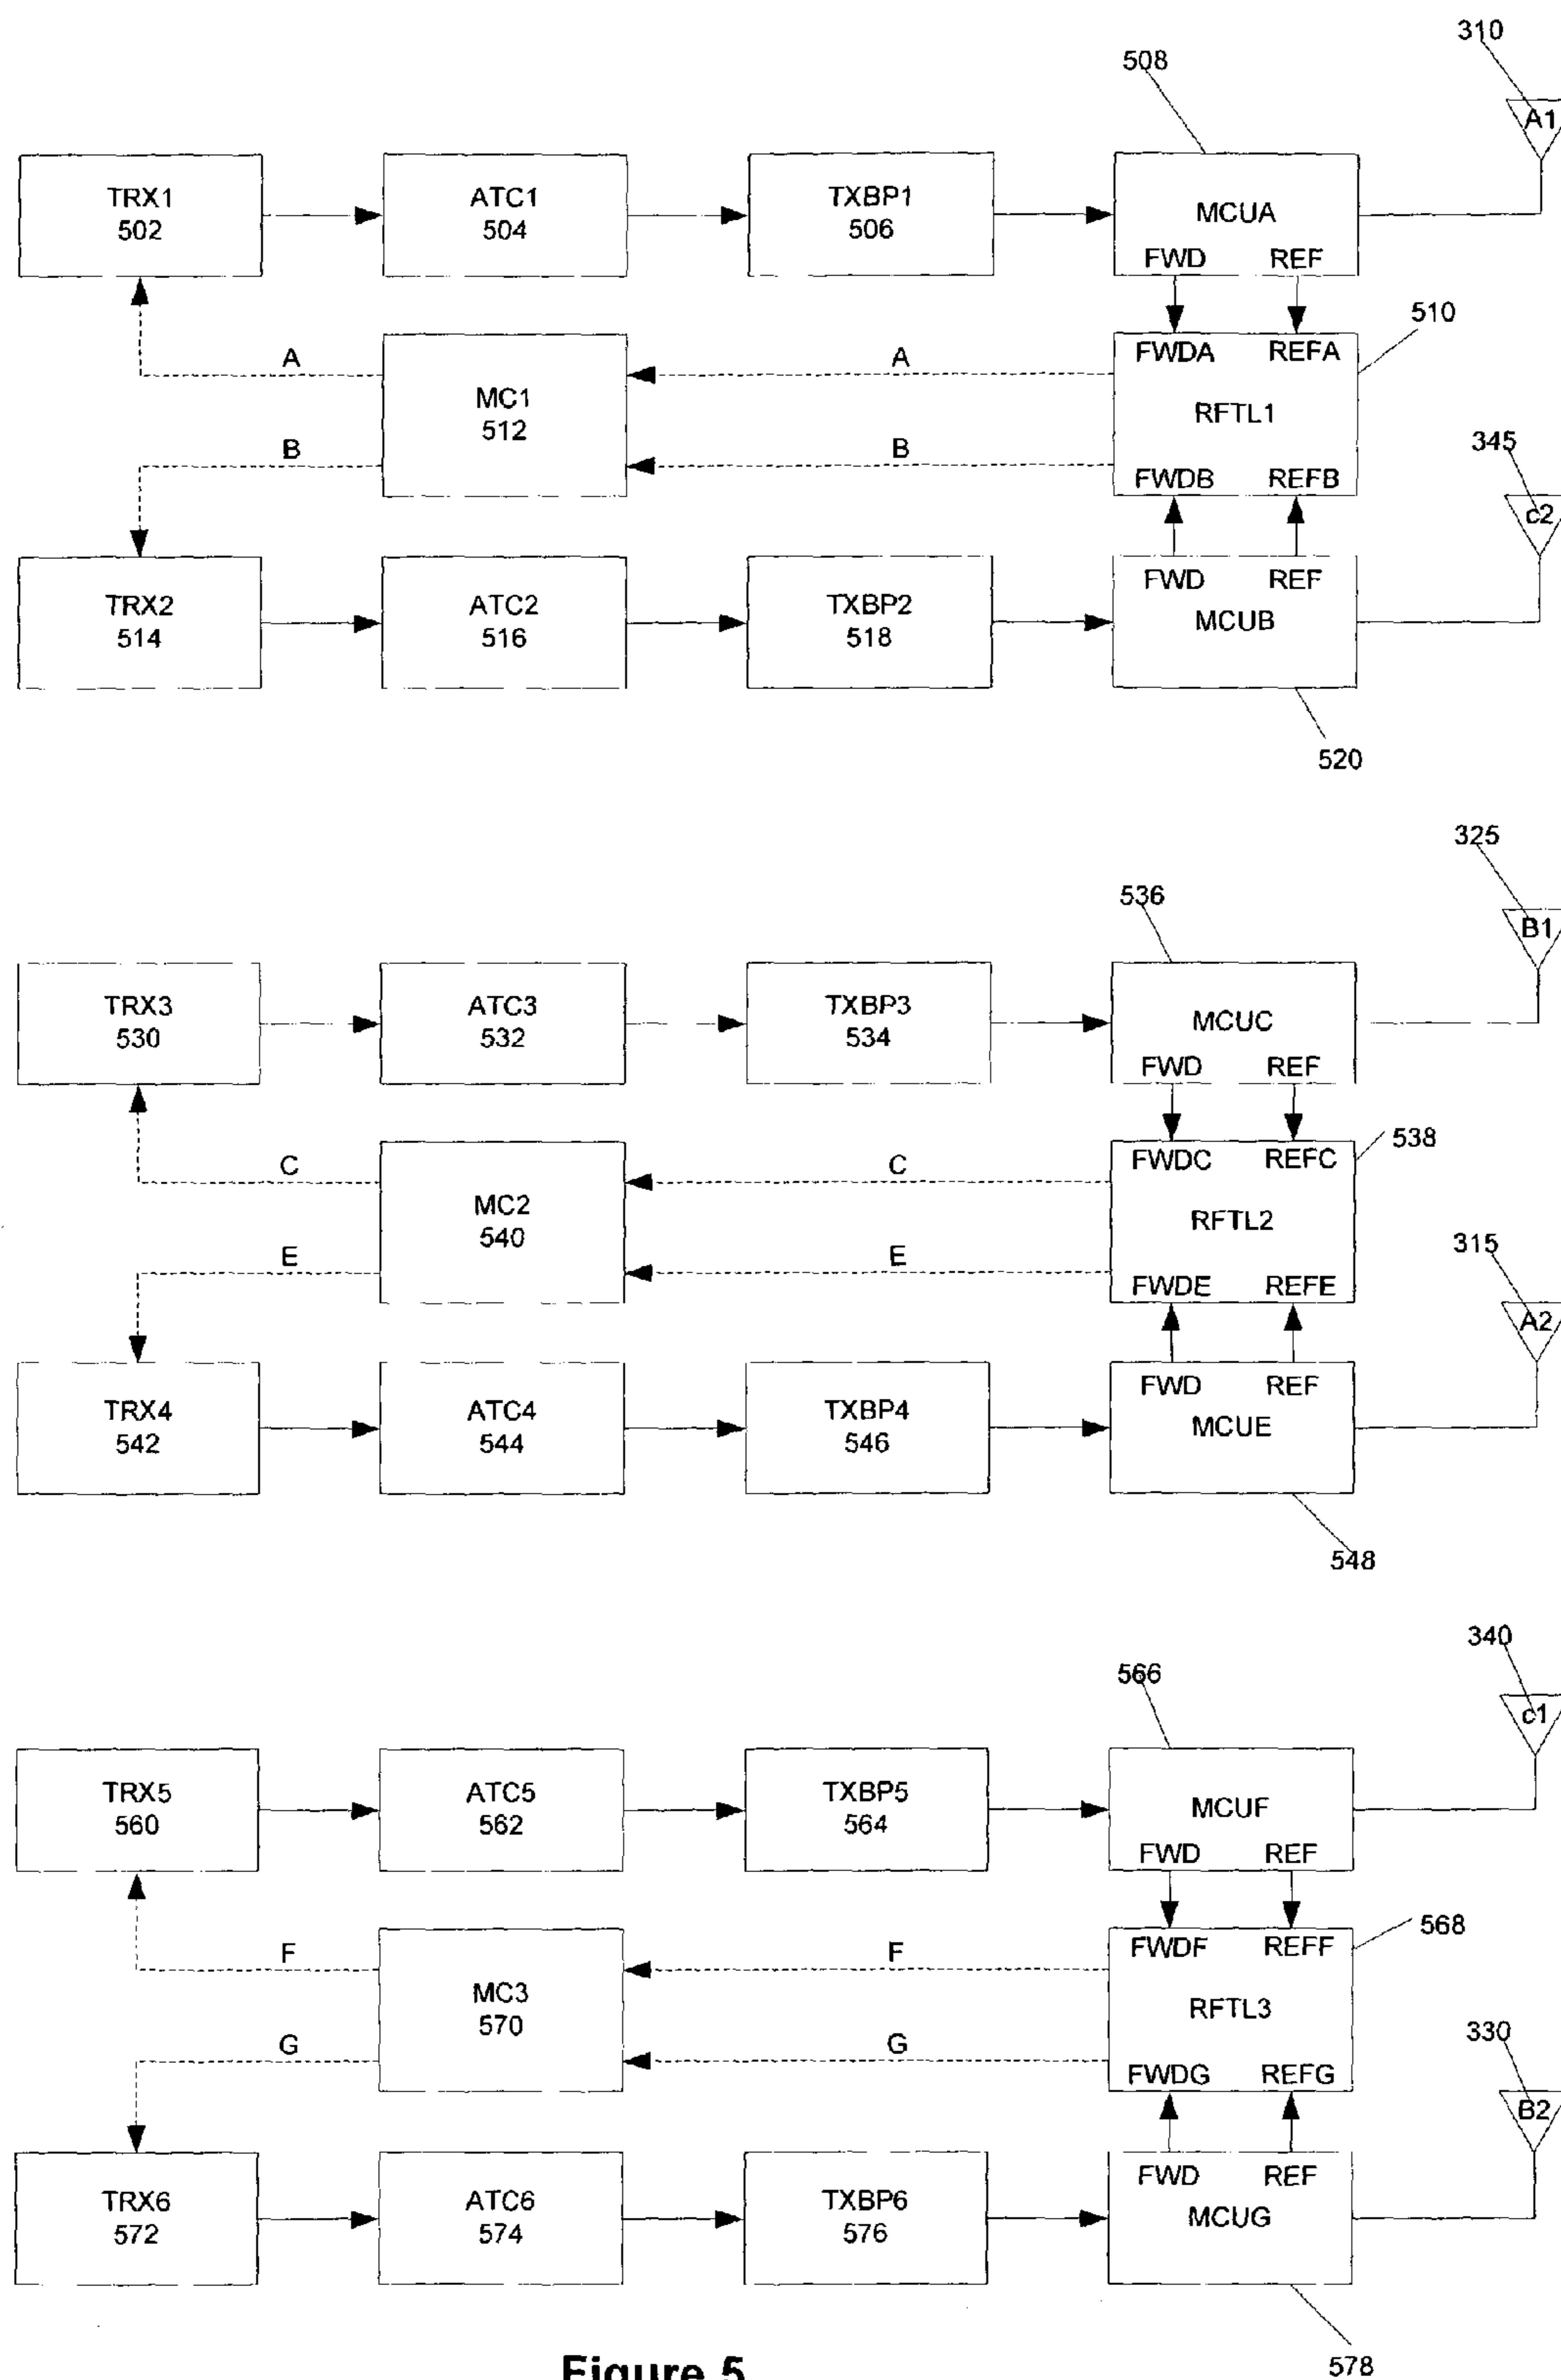 310
508
A1
TRX1
502
ATC1
504
TXBP1
506
MCUA
FWD REF
510
A A FWDA REFA
MC1
512
RFTL1
345
B B FWDB REFB
c2
FWD REF
TRX2
514
ATC2
516
TXBP2
518
MCUB
520
325
536
B1
TRX3
530
ATC3
532
TXBP3
534
MCUC
FWD REF
538
C C FWDC REFC
MC2
540
RFTL2
315
E E FWDE REFE
A2
FWD REF
TRX4
542
ATC4
544
TXBP4
546
MCUE
548
340
566
c1
TRX5
560
ATC5
562
TXBP5
564
MCUF
FWD REF
568
F F FWDF REFF
MC3
570
RFTL3
330
G G FWDG REFG
B2
FWD REF
TRX6
572
ATC6
574
TXBP6
576
MCUG
578
Figure 5